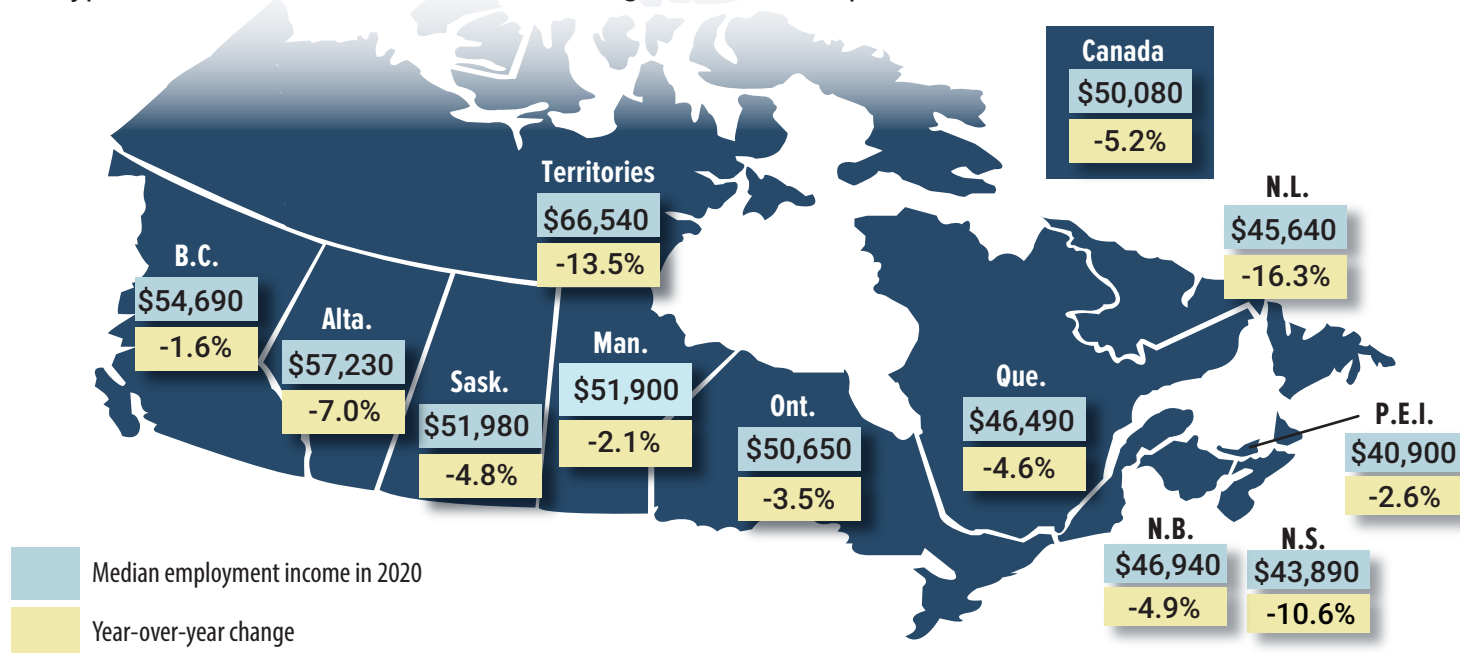 Canada
$50,080
-5.2%
Territories
$66,540
-13.5%
N.L.
$45,640
-16.3%
B.C.
$54,690
-1.6%
Alta.
$57,230
-7.0%
Sask.
$51,980
-4.8%
Man.
$51,900
-2.1%
Ont.
$50,650
-3.5%
Que.
$46,490
-4.6%
P.E.I.
$40,900
-2.6%
N.B.
$46,940
-4.9%
N.S.
$43,890
-10.6%
Median employment income in 2020
Year-over-year change